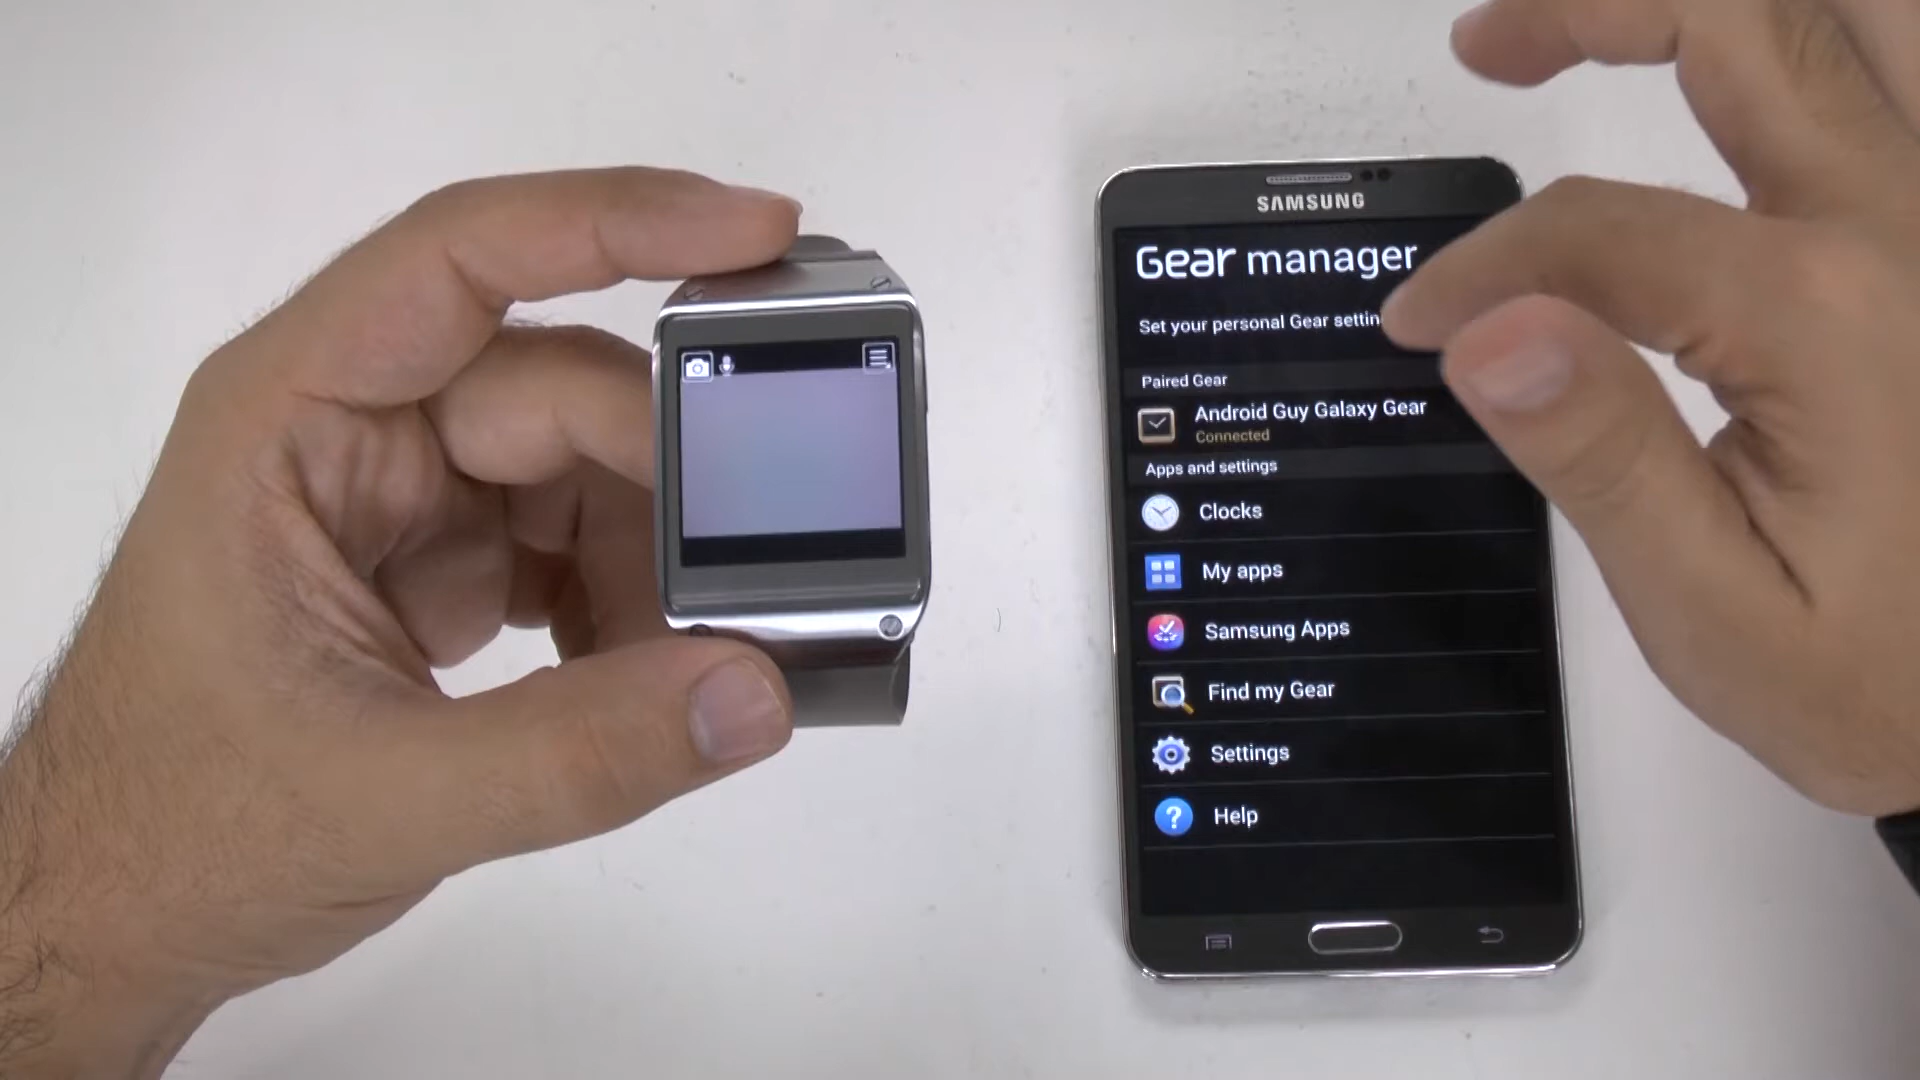 SAMSUNG
Gear manager
Set your personal Gear
Paired Gear
Android Guy Galaxy Gear
Connected
Apps and settings
Clocks
My apps
Samsung Apps
Find my Gear
Settings
?
Help